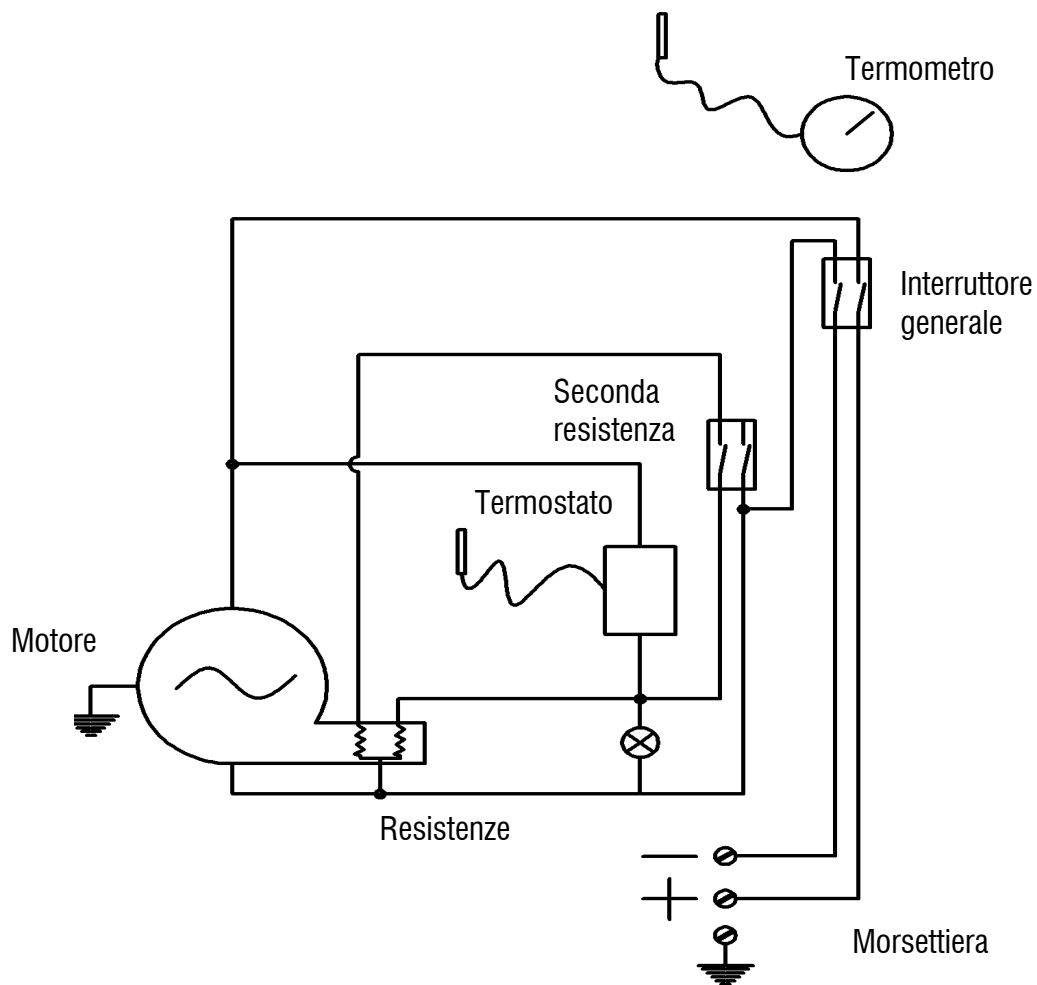 Termometro
Interruttore
generale
Seconda
resistenza
Termostato
Motore
Resistenze
Morsettiera